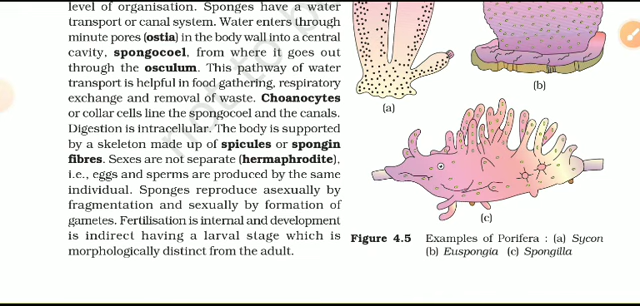 level of organisation. Sponges have a water
transport or canal system. Water enters through
minute pores (ostia) in the body wall into a central
cavity, spongocoel, from where it goes out
through the osculum. This pathway of water
transport is helpful in food gathering, respiratory
exchange and removal of waste. Choanocytes
or collar cells line the spongocoel and the canals.
Digestion is intracellular. The body is supported
by a skeleton made up of spicules or spongin
fibres. Sexes are not separate (hermaphrodite),
i.e., eggs and sperms are produced by the same
individual. Sponges reproduce asexually by
fragmentation and sexually by formation of
gametes. Fertilisation is internal and development
is indirect having a larval stage which is
morphologically distinct from the adult.
(a)
(b)
(c)
Figure 4.5 Examples of Porifera : (a) Sycon
(b) Euspongia (c) Spongilla